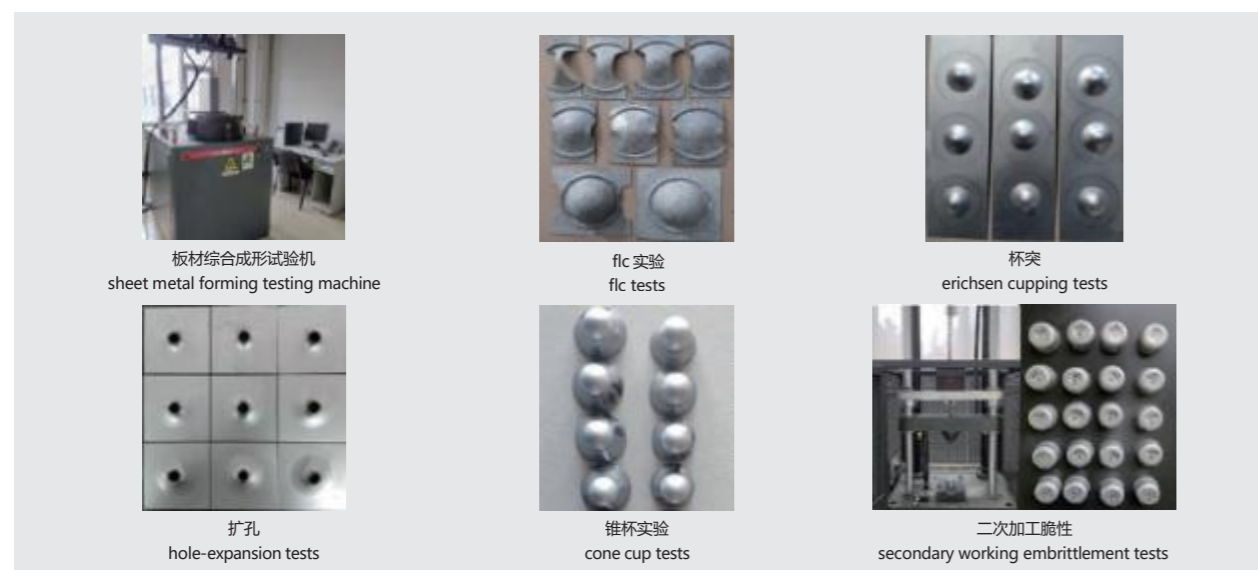 板材综合成形试验机
sheet metal forming testing machine
flc 实验
flc tests
杯突
erichsen cupping tests
扩孔
hole-expansion tests
锥杯实验
cone cup tests
二次加工脆性
secondary working embrittlement tests